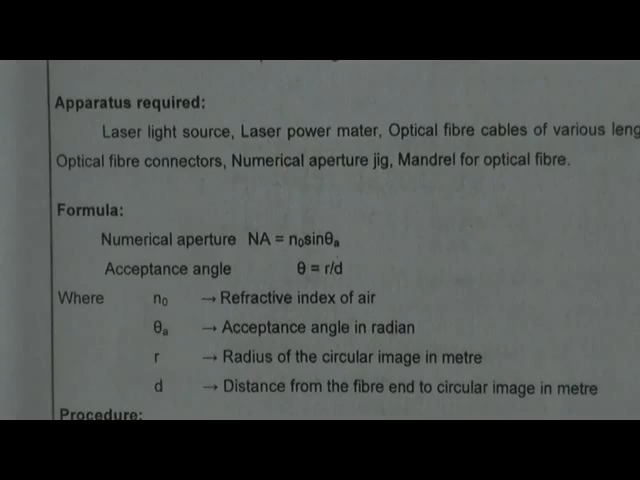 Apparatus required:
Laser light source, Laser power mater, Optical fibre cables of various leng
Optical fibre connectors, Numerical aperture jig, Mandrel for optical fibre.
Formula:
Numerical aperture NA = n₀sinθₐ
Acceptance angle θ = r/d
Where n₀ → Refractive index of air
θₐ → Acceptance angle in radian
r → Radius of the circular image in metre
d → Distance from the fibre end to circular image in metre
Procedure: